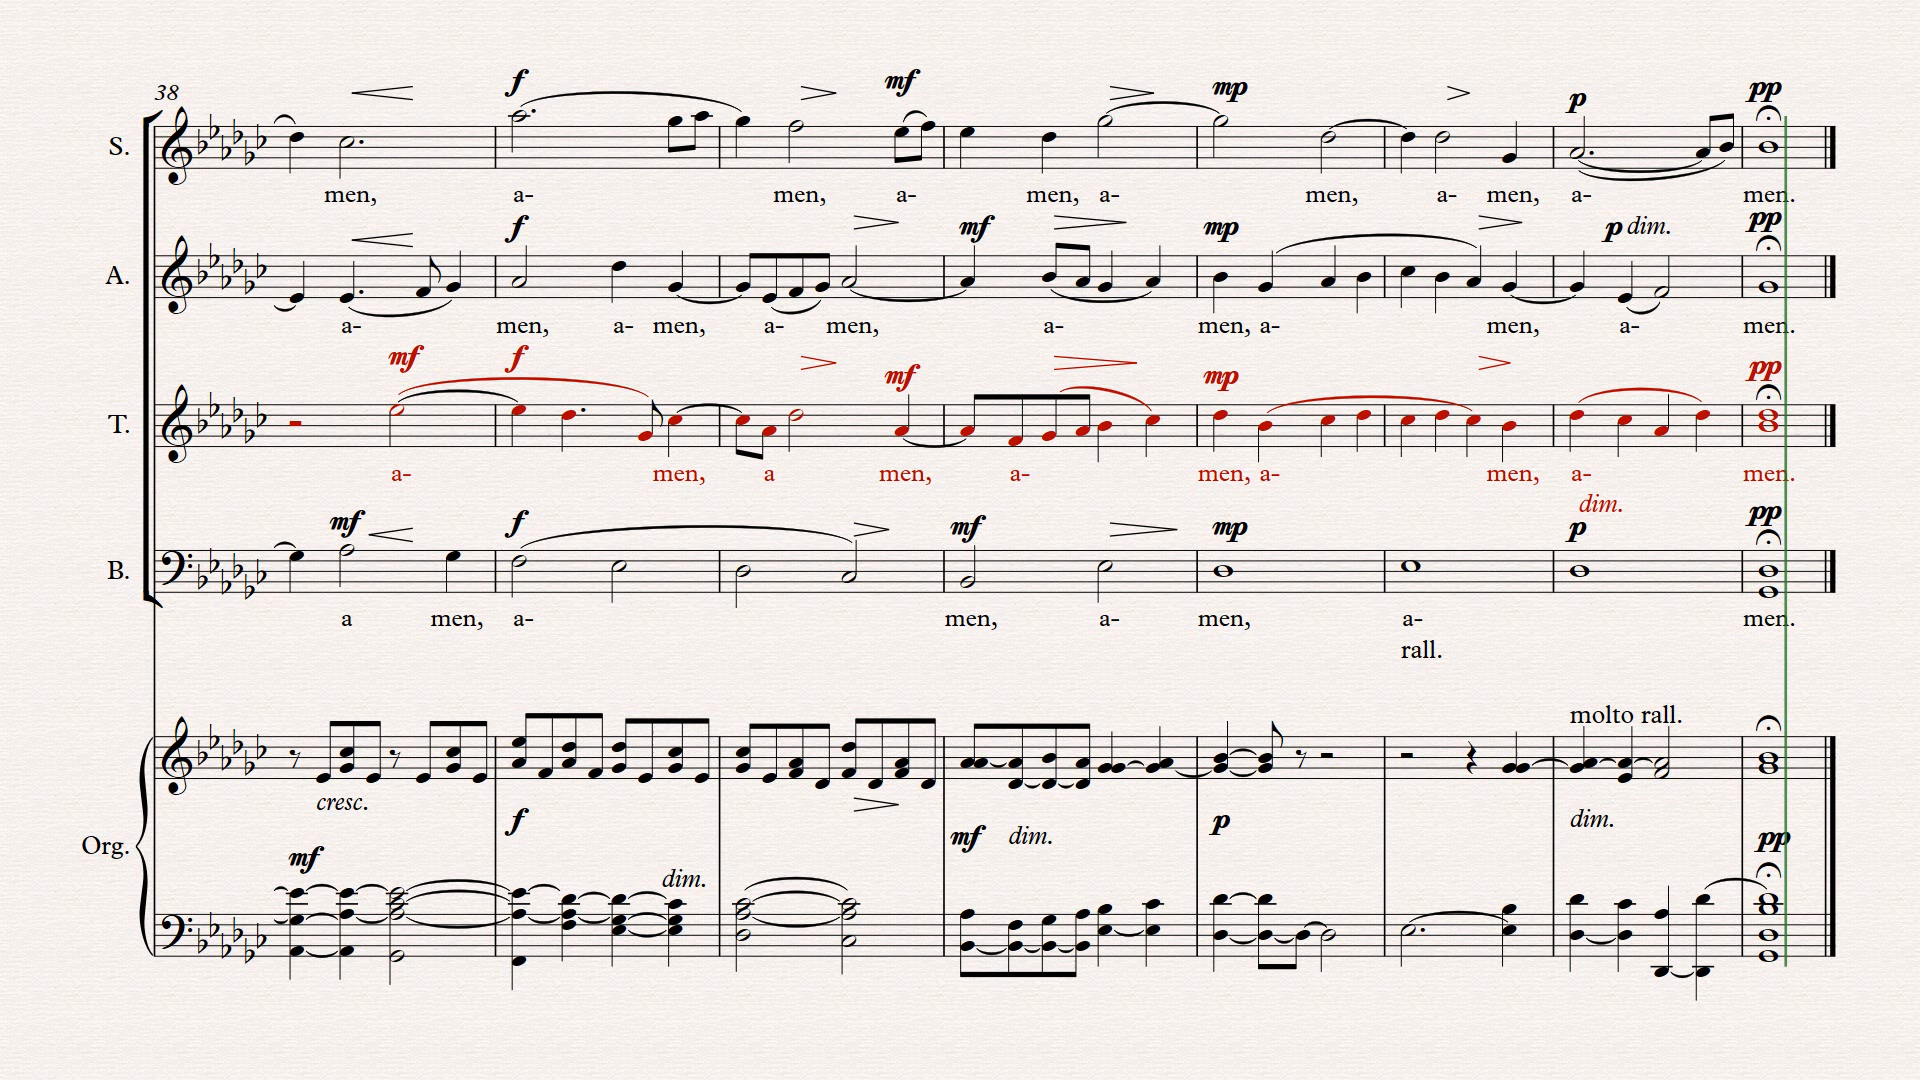 38
f mf mp p pp
S.
men, a- men, a- men, a- men, a- men, a- men.
f mf mp p dim. pp
A.
a- men, a- men, a- men, a- men, a- men, a- men.
mf f mf mp pp
T.
a- men, a men, a- men, a- men, a- men.
dim.
mf f mf mp p pp
B.
a men, a- men, a- men, a- men.
rall.
molto rall.
cresc. f dim.
mf dim. p pp
Org.
mf dim.